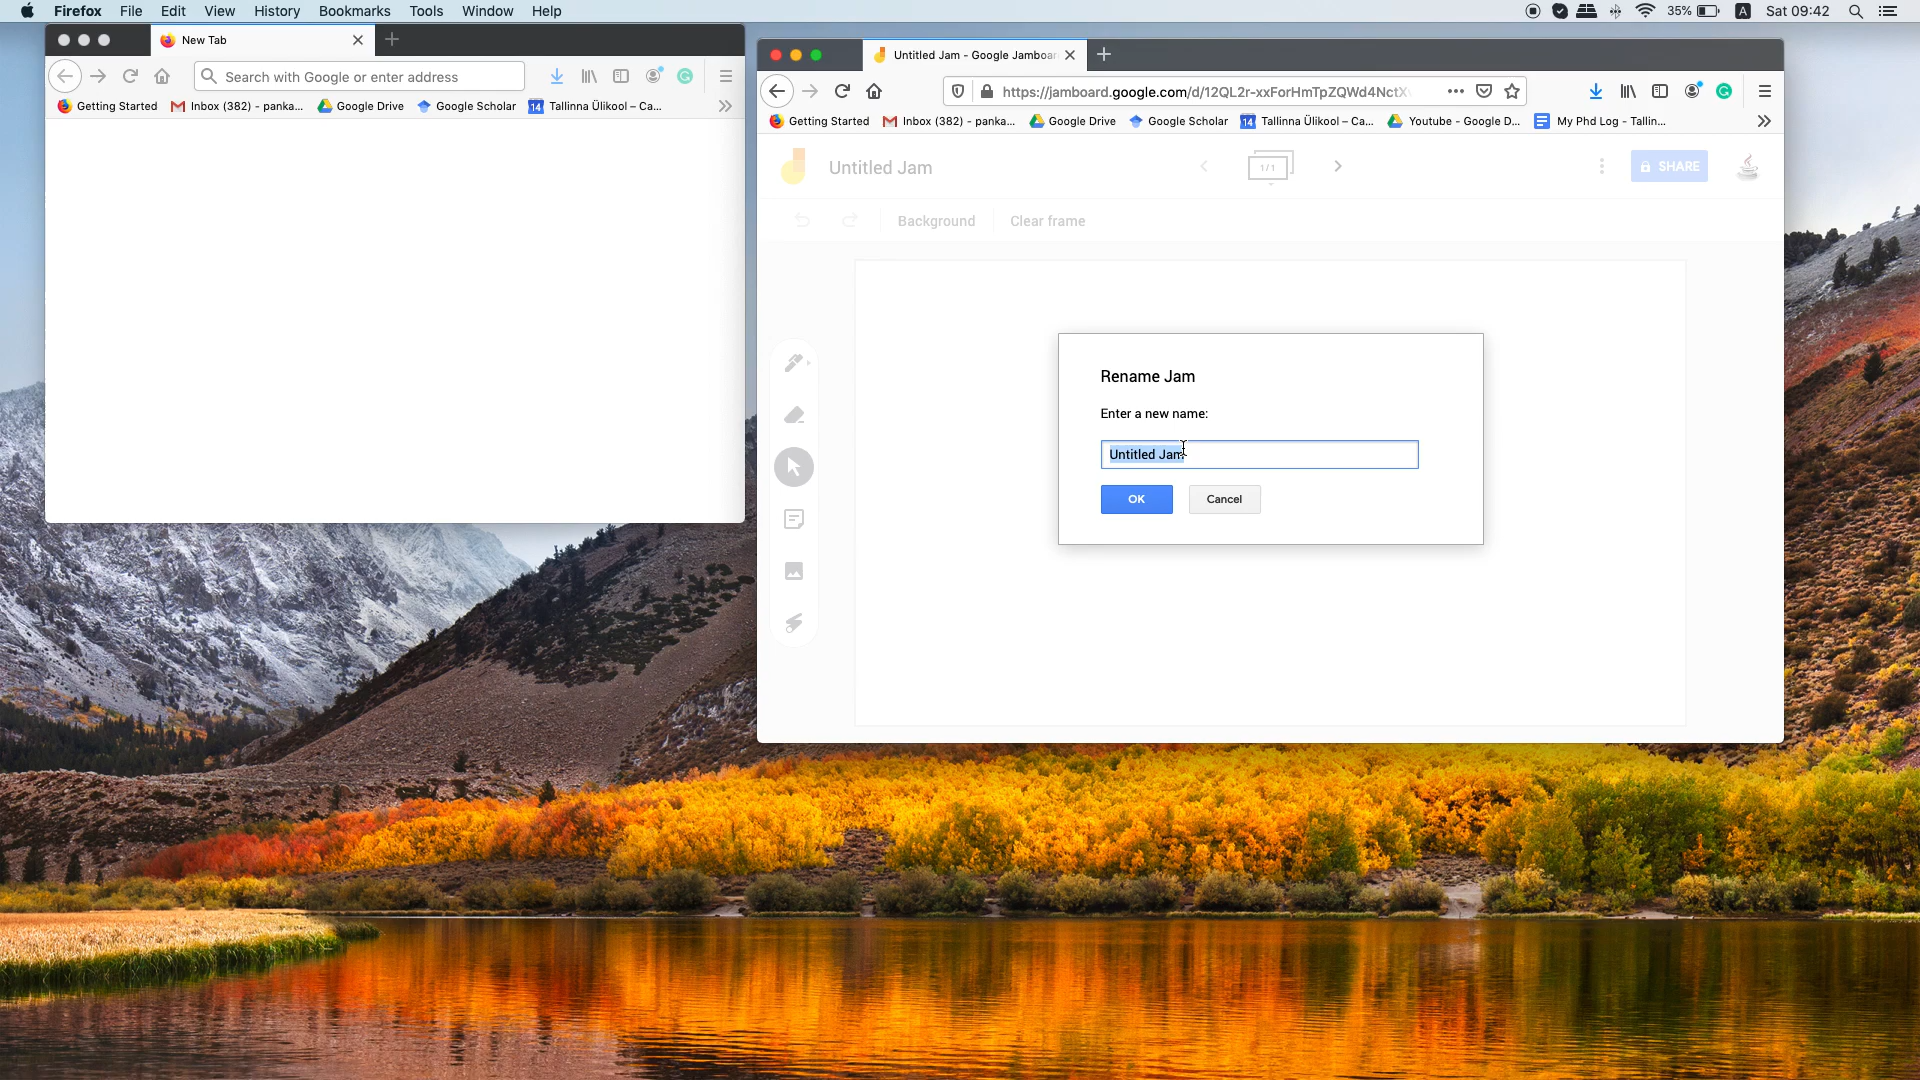 Firefox File Edit View History Bookmarks Tools Window Help 35% A Sat 09:42
New Tab
Search with Google or enter address
Getting Started Inbox (382) - panka... Google Drive Google Scholar 14 Tallinna Ülikool – Ca...
Untitled Jam - Google Jamboar
https://jamboard.google.com/d/12QL2r-xxForHmTpZQWd4NctX
Getting Started Inbox (382) - panka... Google Drive Google Scholar 14 Tallinna Ülikool – Ca... Youtube - Google D... My Phd Log - Tallin...
Untitled Jam 1/1 SHARE
Background Clear frame
Rename Jam
Enter a new name:
Untitled Jam
OK Cancel